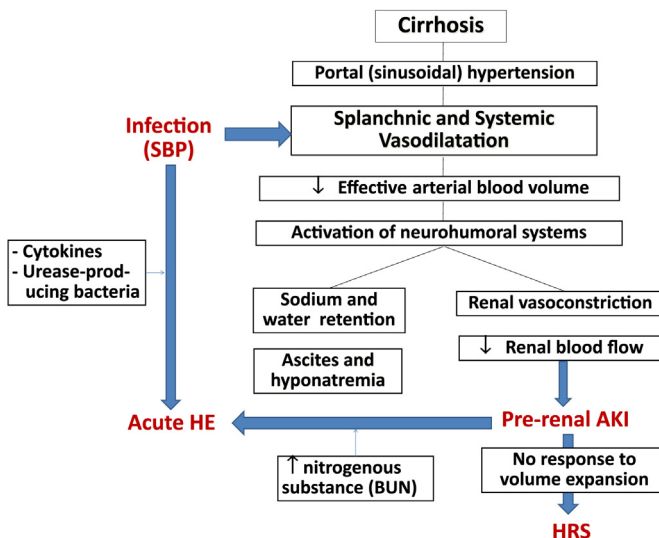 Cirrhosis
Portal (sinusoidal) hypertension
Infection
(SBP)
Splanchnic and Systemic
Vasodilatation
↓ Effective arterial blood volume
Activation of neurohumoral systems
- Cytokines
- Urease-prod-
ucing bacteria
Sodium and
water retention
Renal vasoconstriction
↓ Renal blood flow
Ascites and
hyponatremia
Acute HE
Pre-renal AKI
↑ nitrogenous
substance (BUN)
No response to
volume expansion
HRS